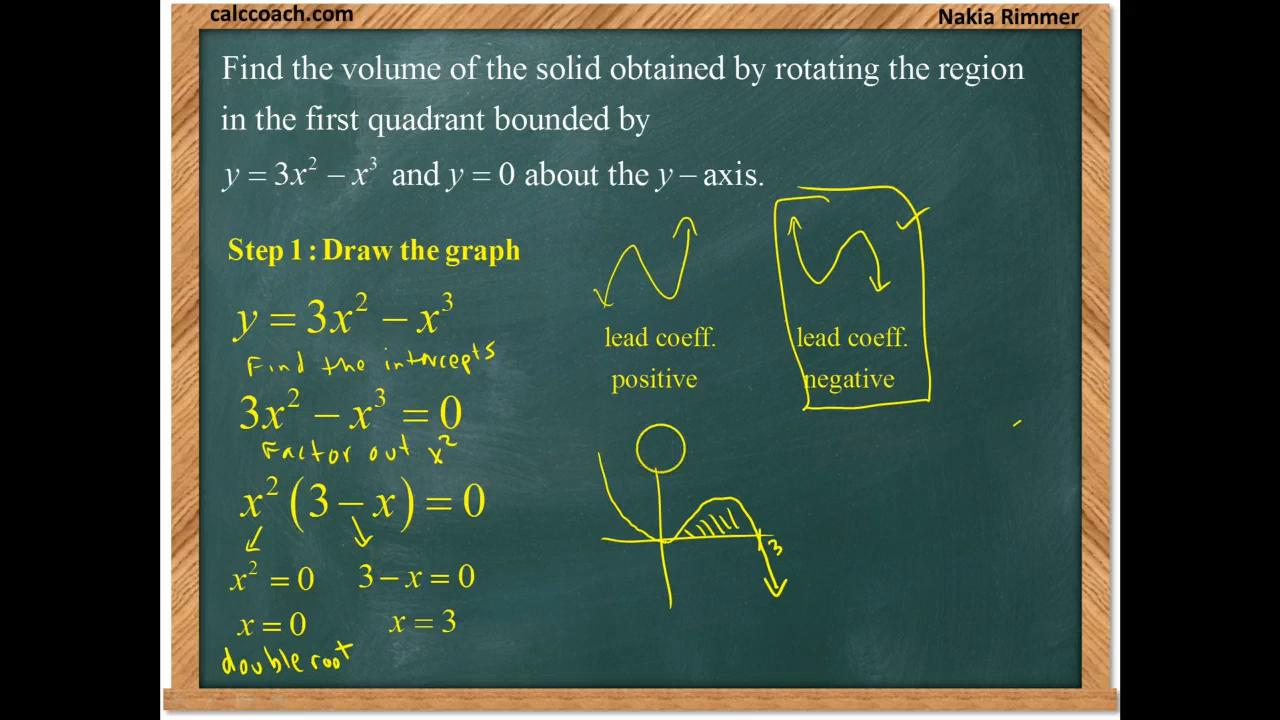 calccoach.com
Nakia Rimmer
Find the volume of the solid obtained by rotating the region
in the first quadrant bounded by
y = 3x² − x³ and y = 0 about the y − axis.
Step 1 : Draw the graph
y = 3x² − x³
Find the intercepts
3x² − x³ = 0
Factor out x²
x² (3 − x) = 0
x² = 0 3 − x = 0
x = 0 x = 3
double root
lead coeff.
positive
lead coeff.
negative
3